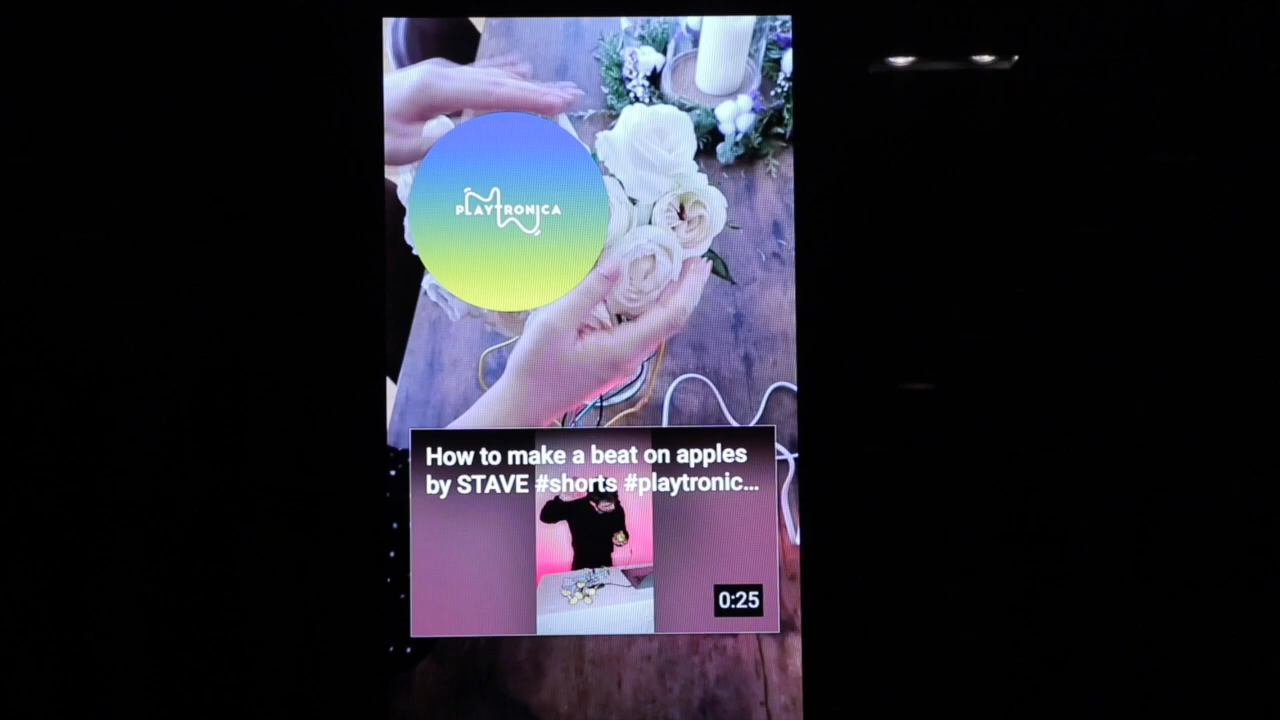 PLAYTRONICA
How to make a beat on apples
by STAVE #shorts #playtronic...
0:25